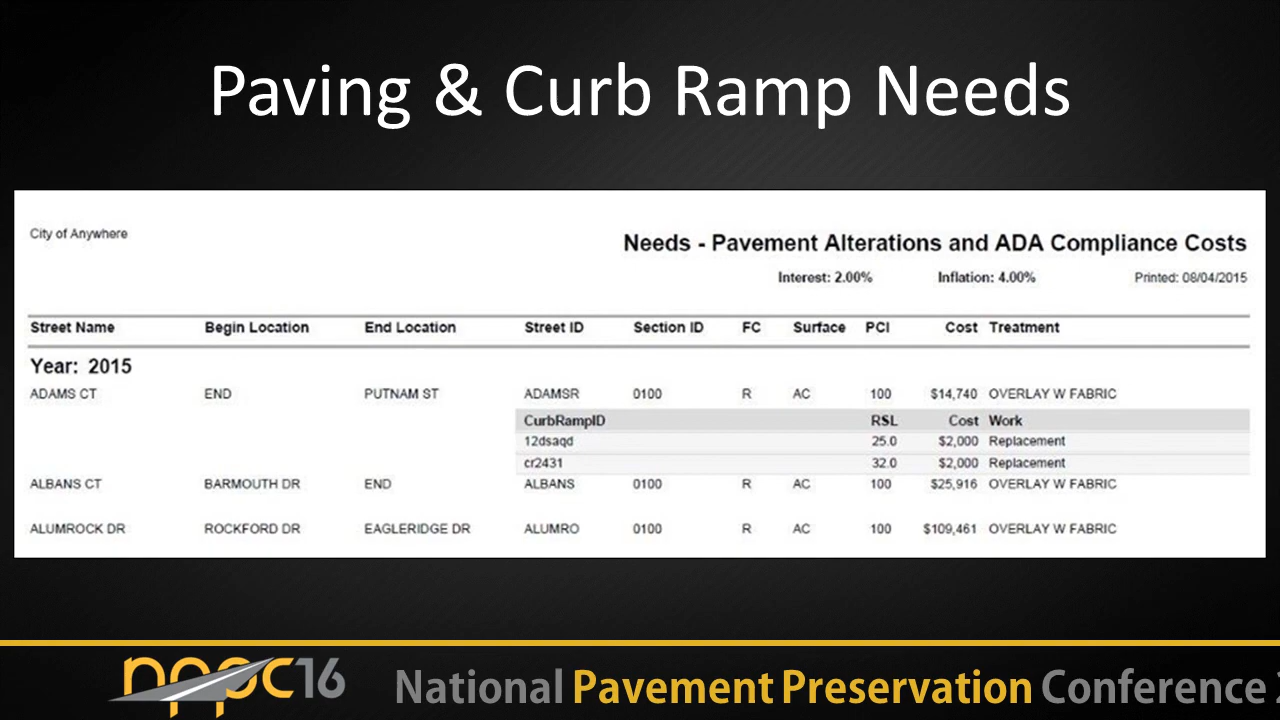 Paving & Curb Ramp Needs
City of Anywhere
Needs - Pavement Alterations and ADA Compliance Costs
Interest: 2.00% Inflation: 4.00% Printed: 08/04/2015
Street Name Begin Location End Location Street ID Section ID FC Surface PCI Cost Treatment
Year: 2015
ADAMS CT END PUTNAM ST ADAMSR 0100 R AC 100 $14,740 OVERLAY W FABRIC
CurbRampID RSL Cost Work
12dsaqd 25.0 $2,000 Replacement
cr2431 32.0 $2,000 Replacement
ALBANS CT BARMOUTH DR END ALBANS 0100 R AC 100 $25,916 OVERLAY W FABRIC
ALUMROCK DR ROCKFORD DR EAGLERIDGE DR ALUMRO 0100 R AC 100 $109,461 OVERLAY W FABRIC
nppc16 National Pavement Preservation Conference